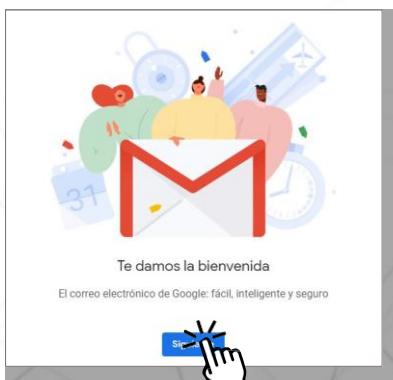 31
Te damos la bienvenida
El correo electrónico de Google: fácil, inteligente y seguro